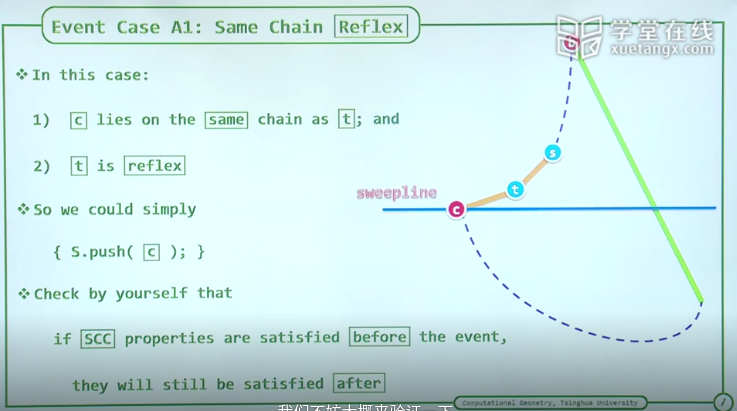 Event Case A1: Same Chain Reflex
学堂在线
xuetangx.com
❖In this case:
1) c lies on the same chain as t; and
2) t is reflex
❖So we could simply
{ S.push( c ); }
❖Check by yourself that
if SCC properties are satisfied before the event,
they will still be satisfied after
s
t
sweepline
c
Computational Geometry, Tsinghua University
我们不妨大概来验证一下